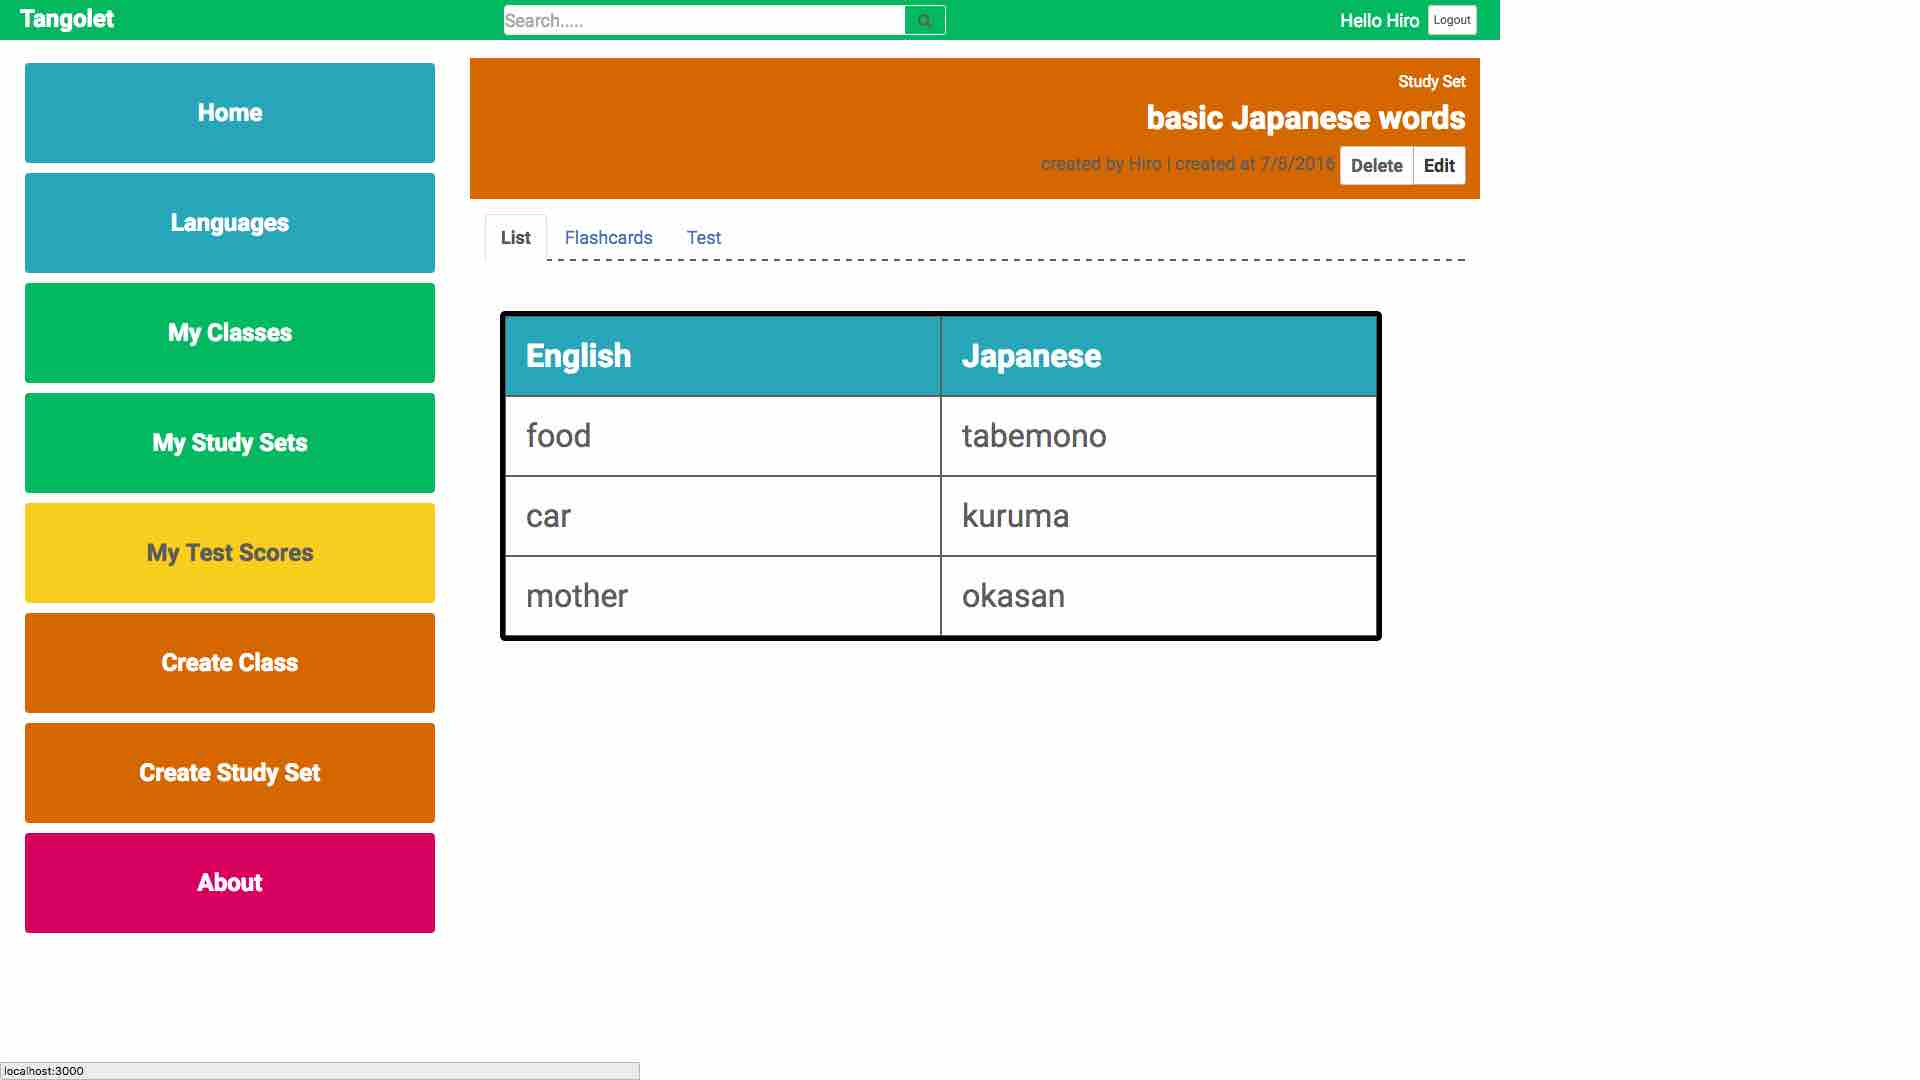 Tangolet
Search.....
Hello Hiro
Logout
Home
Languages
My Classes
My Study Sets
My Test Scores
Create Class
Create Study Set
About
Study Set
basic Japanese words
created by Hiro | created at 7/8/2016
Delete
Edit
List
Flashcards
Test
English Japanese
food tabemono
car kuruma
mother okasan
localhost:3000